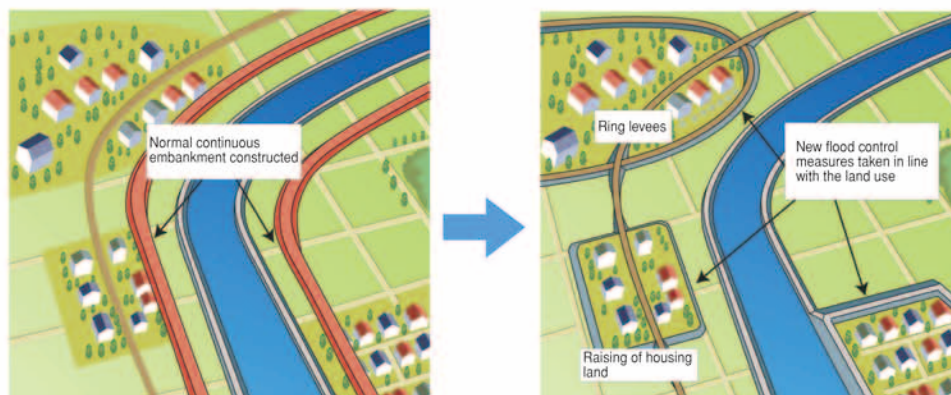 Normal continuous
embankment constructed
Ring levees
New flood control
measures taken in line
with the land use
Raising of housing
land